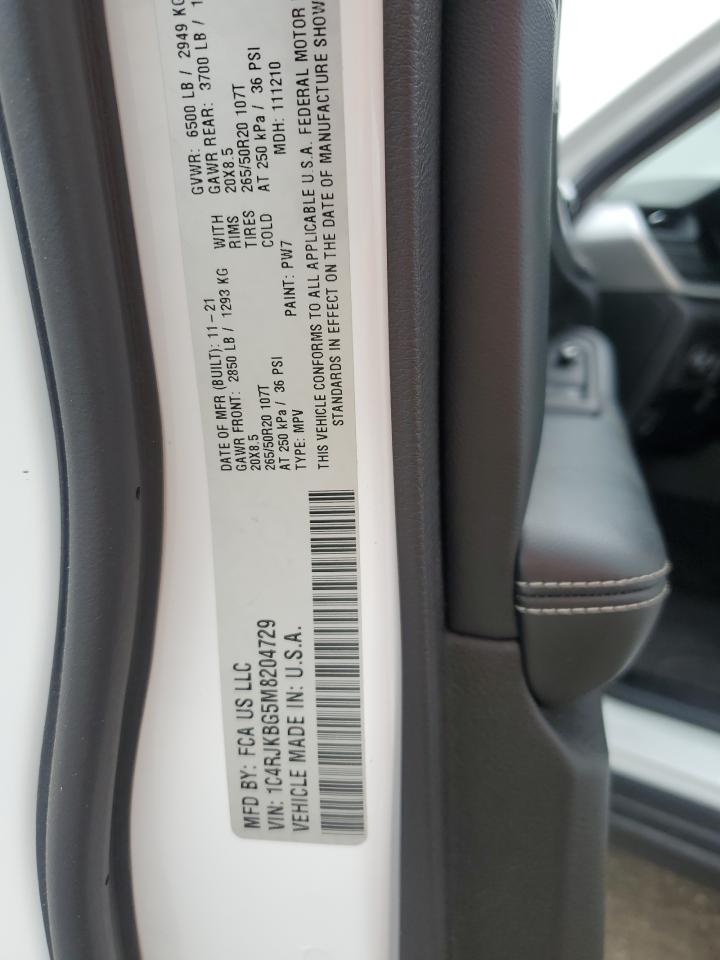 MFD BY: FCA US LLC
VIN: 1C4RJKBG5M8204729
VEHICLE MADE IN: U.S.A.
DATE OF MFR (BUILT): 11-21
GAWR FRONT: 2850 LB / 1293 KG
20X8.5
265/50R20 107T
AT 250 kPa / 36 PSI
TYPE: MPV
PAINT: PW7
WITH
RIMS
TIRES
COLD
GVWR: 6500 LB / 2949 KG
GAWR REAR: 3700 LB /
20X8.5
265/50R20 107T
AT 250 kPa / 36 PSI
MDH: 111210
THIS VEHICLE CONFORMS TO ALL APPLICABLE U.S.A. FEDERAL MOTOR
STANDARDS IN EFFECT ON THE DATE OF MANUFACTURE SHOW